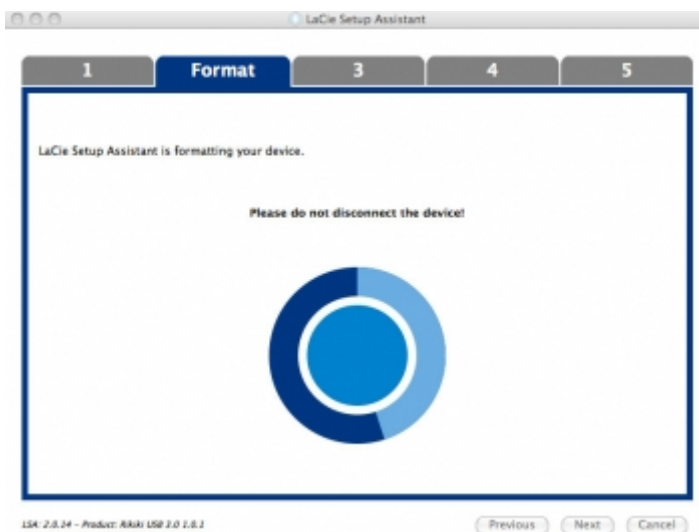 LaCie Setup Assistant
1 Format 3 4 5
LaCie Setup Assistant is formatting your device.
Please do not disconnect the device!
LSA: 2.0.14 - Product: Rikiki USB 3.0 1.0.1
Previous Next Cancel